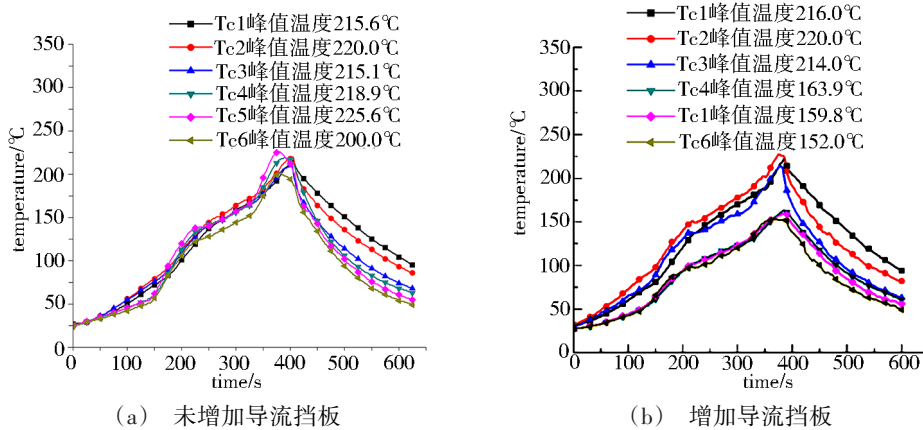 Tc1峰值温度215.6℃
Tc2峰值温度220.0℃
Tc3峰值温度215.1℃
Tc4峰值温度218.9℃
Tc5峰值温度225.6℃
Tc6峰值温度200.0℃
temperature/℃
350
300
250
200
150
100
50
0
0 100 200 300 400 500 600
time/s
(a) 未增加导流挡板
Tc1峰值温度216.0℃
Tc2峰值温度220.0℃
Tc3峰值温度214.0℃
Tc4峰值温度163.9℃
Tc1峰值温度159.8℃
Tc6峰值温度152.0℃
temperature/℃
350
300
250
200
150
100
50
0
0 100 200 300 400 500 600
time/s
(b) 增加导流挡板